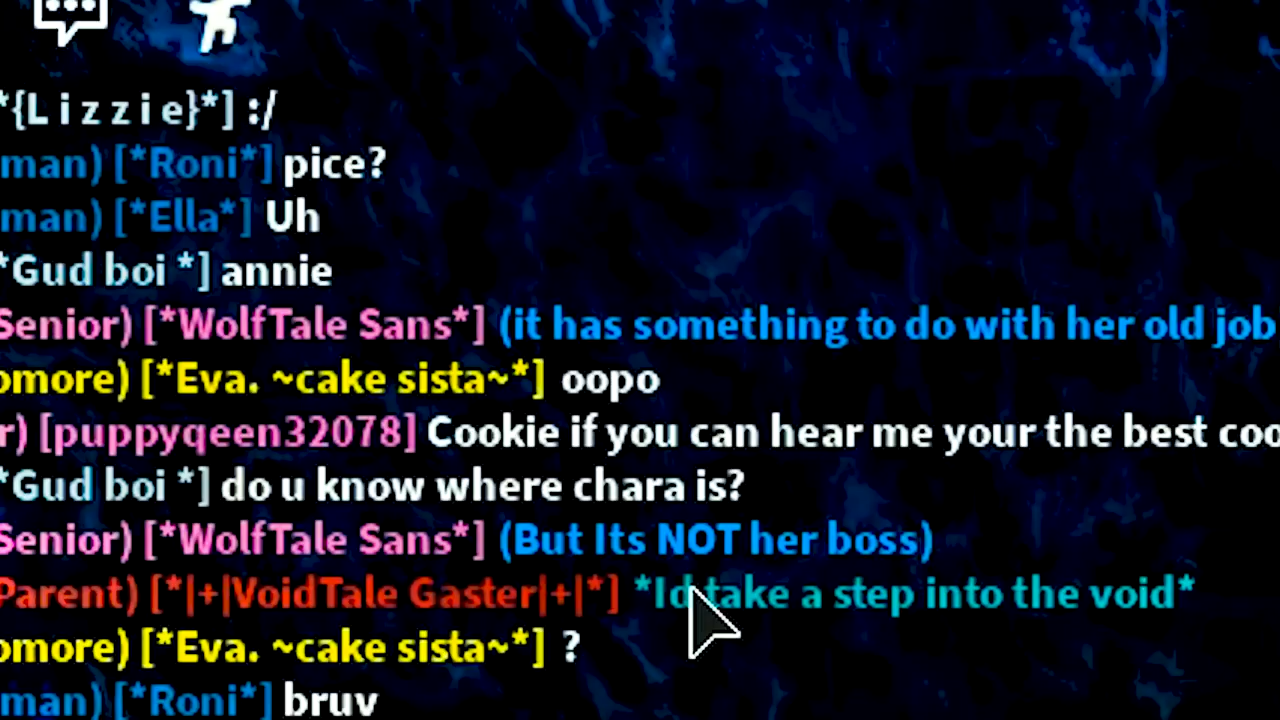 *{L i z z i e}*] :/
man) [*Roni*] pice?
man) [*Ella*] Uh
*Gud boi *] annie
Senior) [*WolfTale Sans*] (it has something to do with her old job
omore) [*Eva. ~cake sista~*] oopo
r) [puppyqeen32078] Cookie if you can hear me your the best coo
*Gud boi *] do u know where chara is?
Senior) [*WolfTale Sans*] (But Its NOT her boss)
Parent) [*|+|VoidTale Gaster|+|*] *Id take a step into the void*
omore) [*Eva. ~cake sista~*] ?
man) [*Roni*] bruv